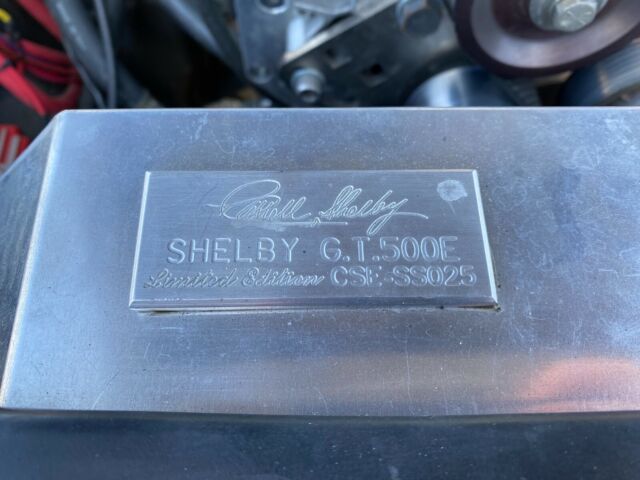 Carroll Shelby
SHELBY G.T.500E
Limited Edition CSE-SS025